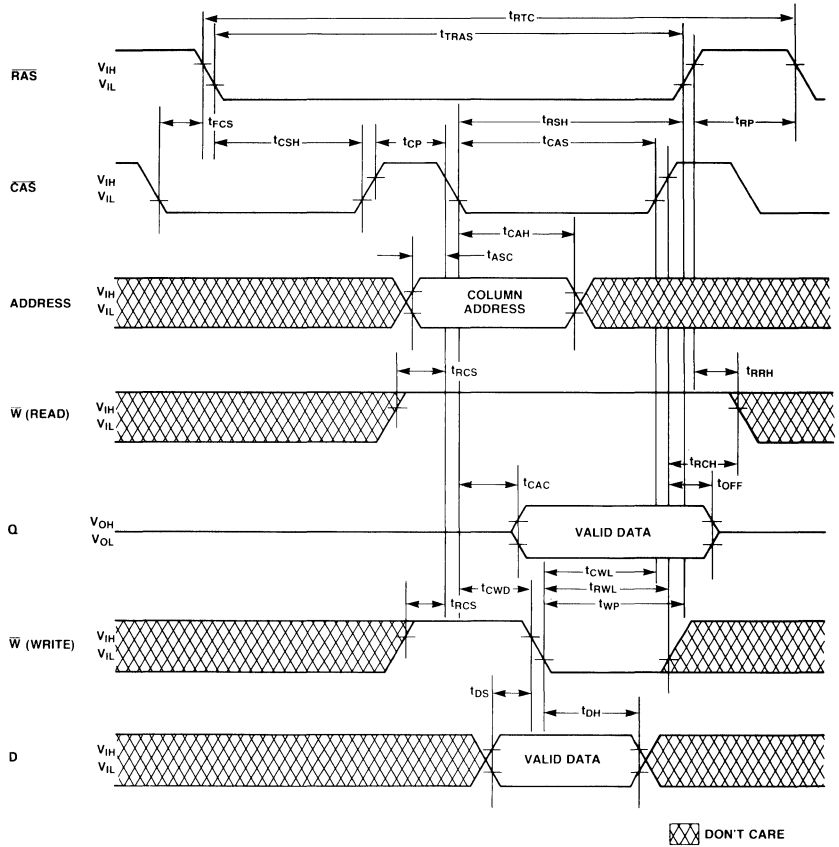 tRTC
tTRAS
RAS
VIH
VIL
tFCS
tRSH
tRP
tCSH
tCP
tCAS
CAS
VIH
VIL
tCAH
tASC
ADDRESS
VIH
VIL
COLUMN
ADDRESS
tRCS
tRRH
W (READ)
VIH
VIL
tRCH
tCAC
tOFF
Q
VOH
VOL
VALID DATA
tCWL
tCWD
tRWL
tRCS
tWP
W (WRITE)
VIH
VIL
tDS
tDH
D
VIH
VIL
VALID DATA
DON'T CARE